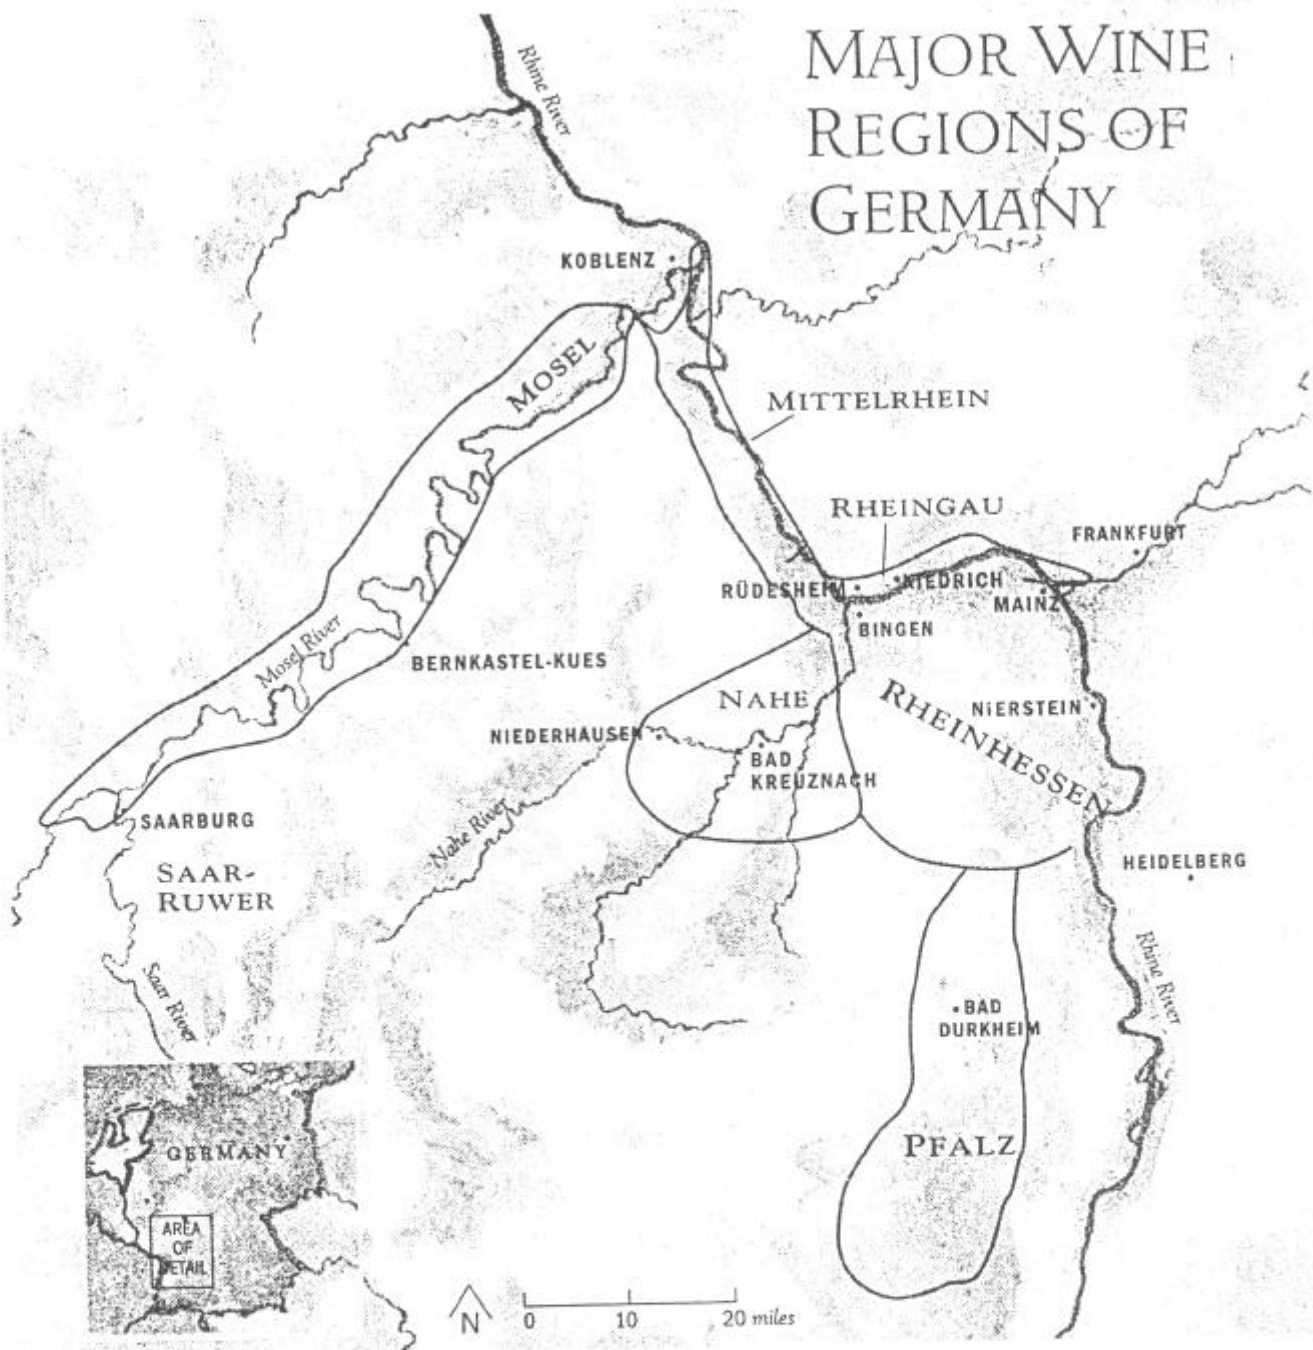 MAJOR WINE
REGIONS OF
GERMANY
Rhine River
KOBLENZ
MOSEL
MITTELRHEIN
RHEINGAU
FRANKFURT
RÜDESHEIM
KIEDRICH
MAINZ
BINGEN
Mosel River
BERNKASTEL-KUES
NAHE
RHEINHESSEN
NiERSTEIN
NIEDERHAUSEN
BAD
KREUZNACH
SAARBURG
Nahe River
HEIDELBERG
SAAR-
RUWER
Rhine River
Saar River
BAD
DURKHEIM
GERMANY
PFALZ
AREA
OF
DETAIL
N
0 10 20 miles